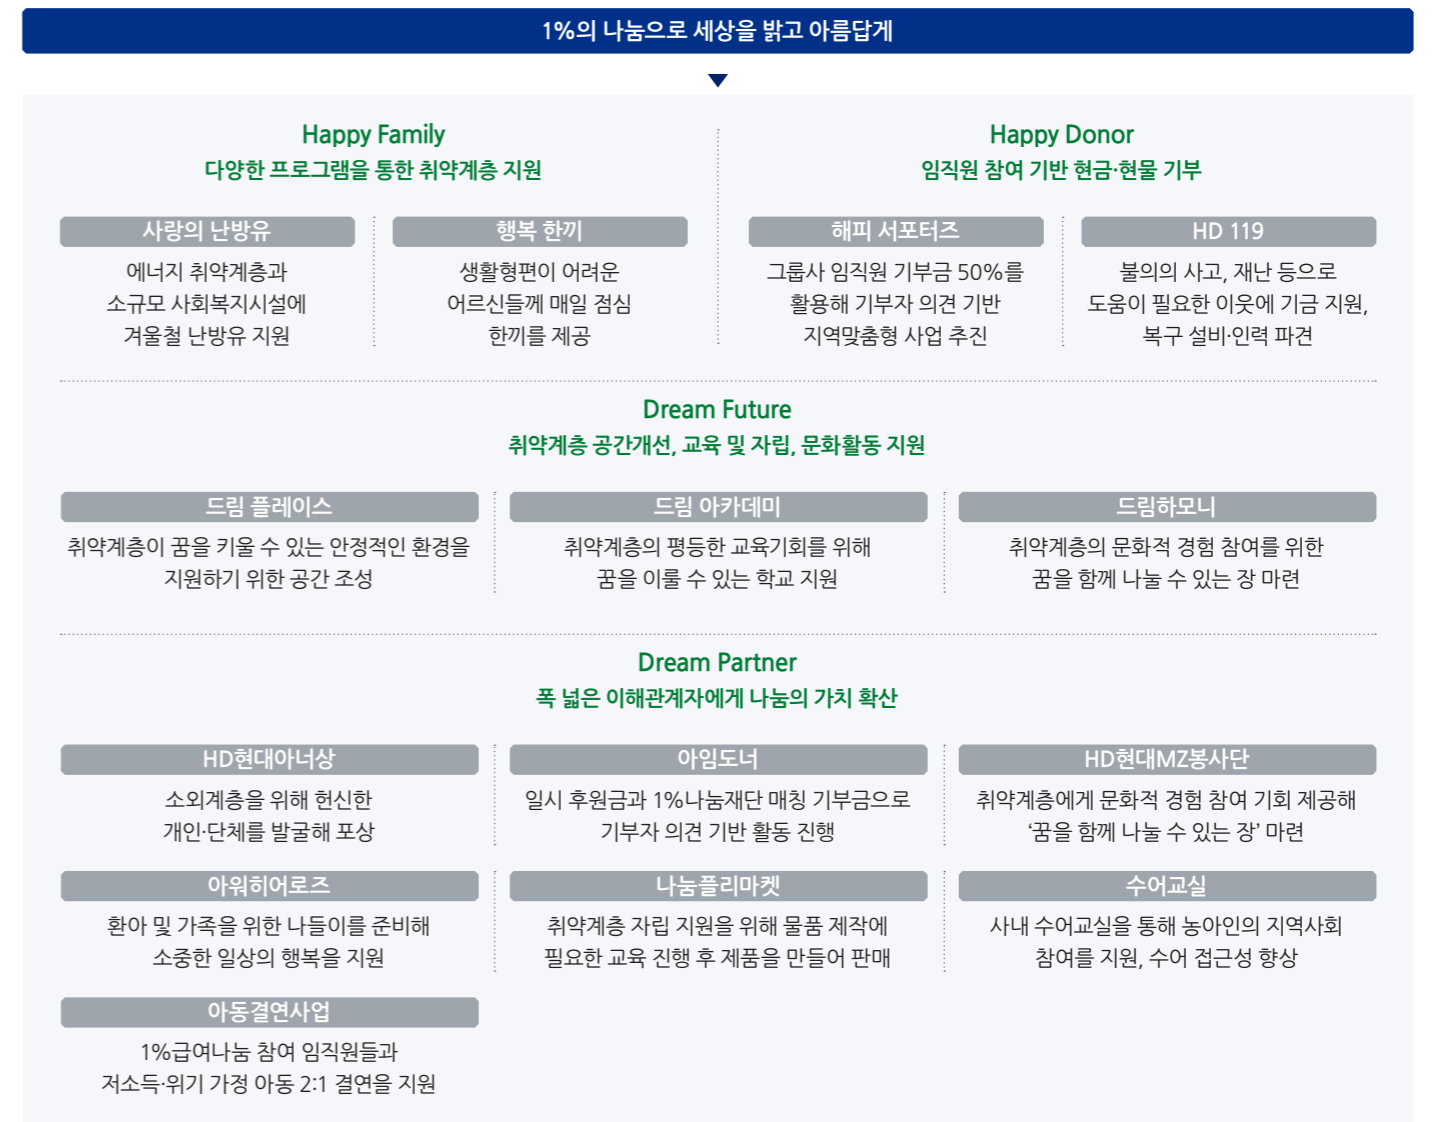 1%의 나눔으로 세상을 밝고 아름답게
Happy Family
다양한 프로그램을 통한 취약계층 지원
사랑의 난방유
에너지 취약계층과
소규모 사회복지시설에
겨울철 난방유 지원
행복 한끼
생활형편이 어려운
어르신들께 매일 점심
한끼를 제공
Happy Donor
임직원 참여 기반 현금·현물 기부
해피 서포터즈
그룹사 임직원 기부금 50%를
활용해 기부자 의견 기반
지역맞춤형 사업 추진
HD 119
불의의 사고, 재난 등으로
도움이 필요한 이웃에 기금 지원,
복구 설비·인력 파견
Dream Future
취약계층 공간개선, 교육 및 자립, 문화활동 지원
드림 플레이스
취약계층이 꿈을 키울 수 있는 안정적인 환경을
지원하기 위한 공간 조성
드림 아카데미
취약계층의 평등한 교육기회를 위해
꿈을 이룰 수 있는 학교 지원
드림하모니
취약계층의 문화적 경험 참여를 위한
꿈을 함께 나눌 수 있는 장 마련
Dream Partner
폭 넓은 이해관계자에게 나눔의 가치 확산
HD현대아너상
소외계층을 위해 헌신한
개인·단체를 발굴해 포상
아임도너
일시 후원금과 1%나눔재단 매칭 기부금으로
기부자 의견 기반 활동 진행
HD현대MZ봉사단
취약계층에게 문화적 경험 참여 기회 제공해
‘꿈을 함께 나눌 수 있는 장’ 마련
아워히어로즈
환아 및 가족을 위한 나들이를 준비해
소중한 일상의 행복을 지원
나눔플리마켓
취약계층 자립 지원을 위해 물품 제작에
필요한 교육 진행 후 제품을 만들어 판매
수어교실
사내 수어교실을 통해 농아인의 지역사회
참여를 지원, 수어 접근성 향상
아동결연사업
1%급여나눔 참여 임직원들과
저소득·위기 가정 아동 2:1 결연을 지원